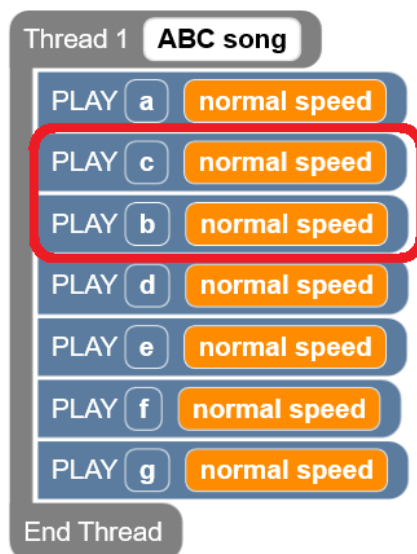 Thread 1 ABC song
PLAY a normal speed
PLAY c normal speed
PLAY b normal speed
PLAY d normal speed
PLAY e normal speed
PLAY f normal speed
PLAY g normal speed
End Thread